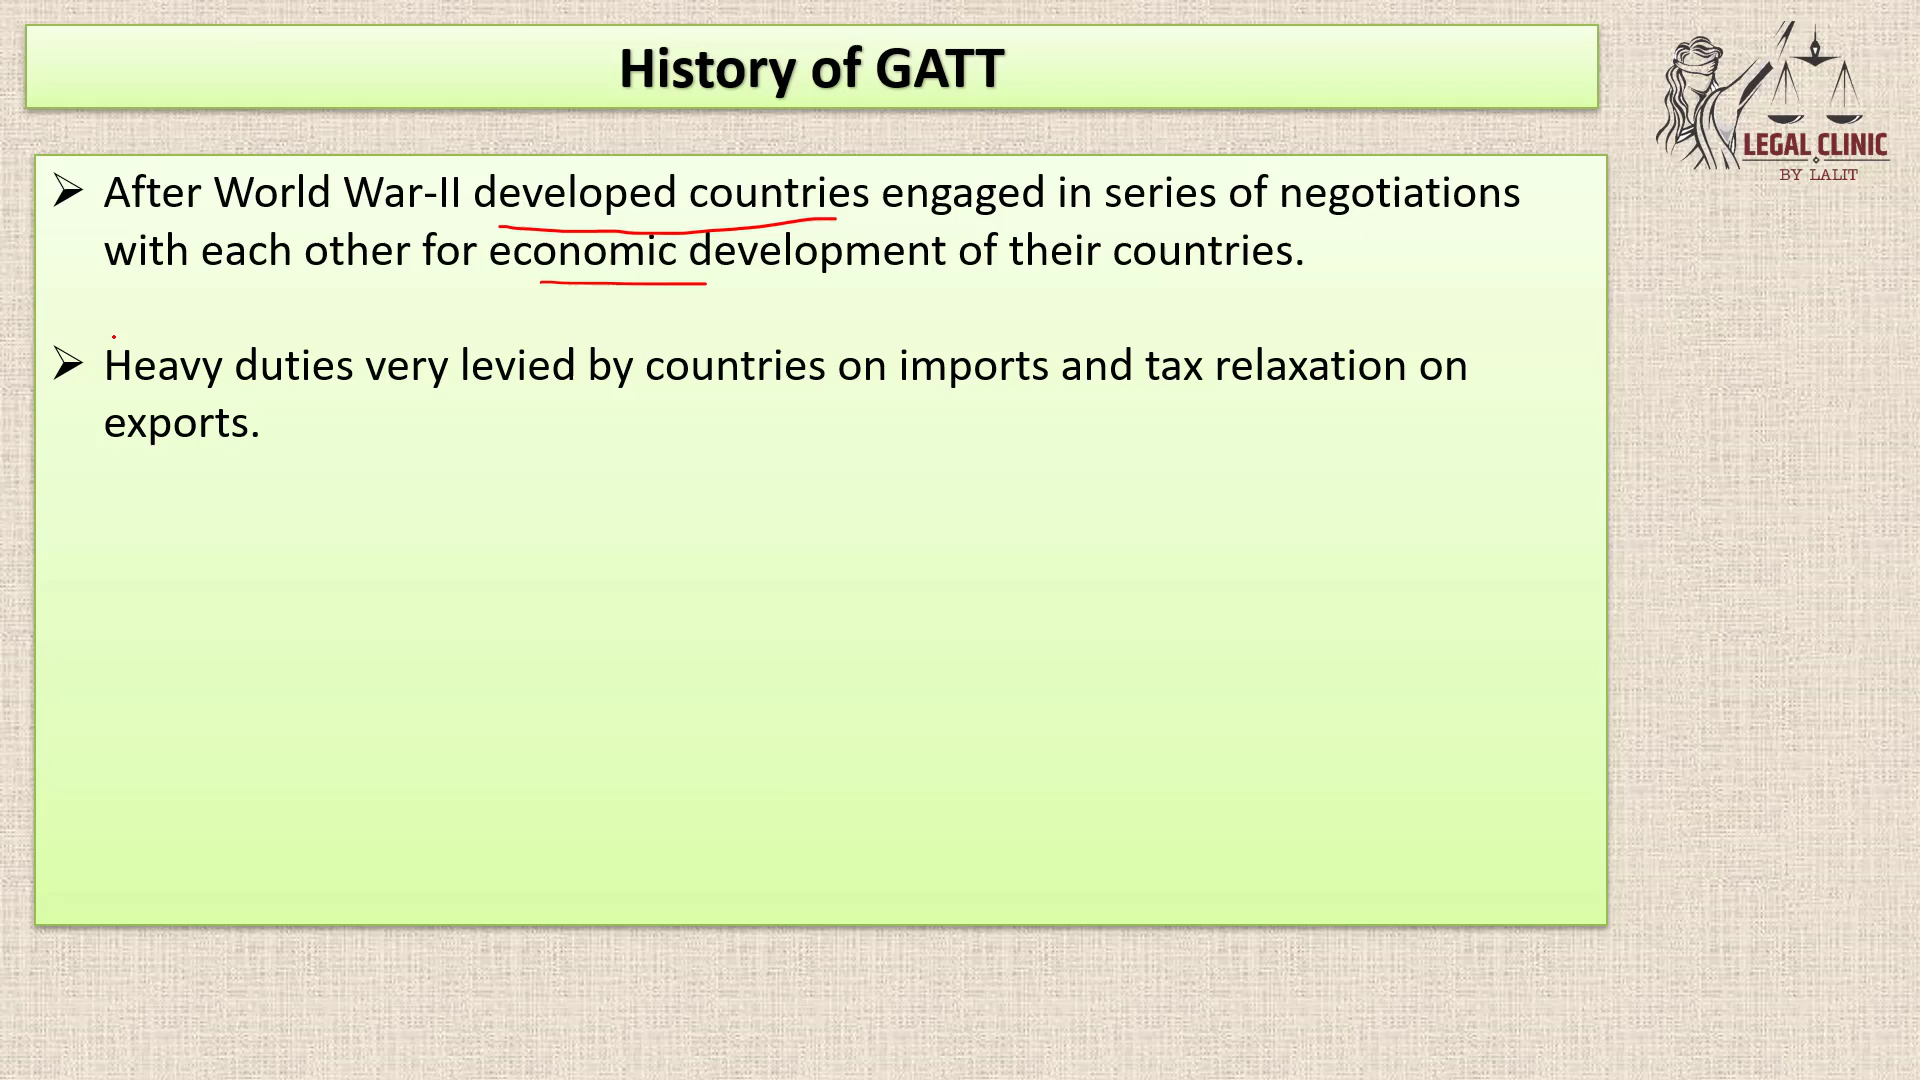 History of GATT
LEGAL CLINIC
BY LALIT
➢ After World War-II developed countries engaged in series of negotiations
with each other for economic development of their countries.
➢ Heavy duties very levied by countries on imports and tax relaxation on
exports.